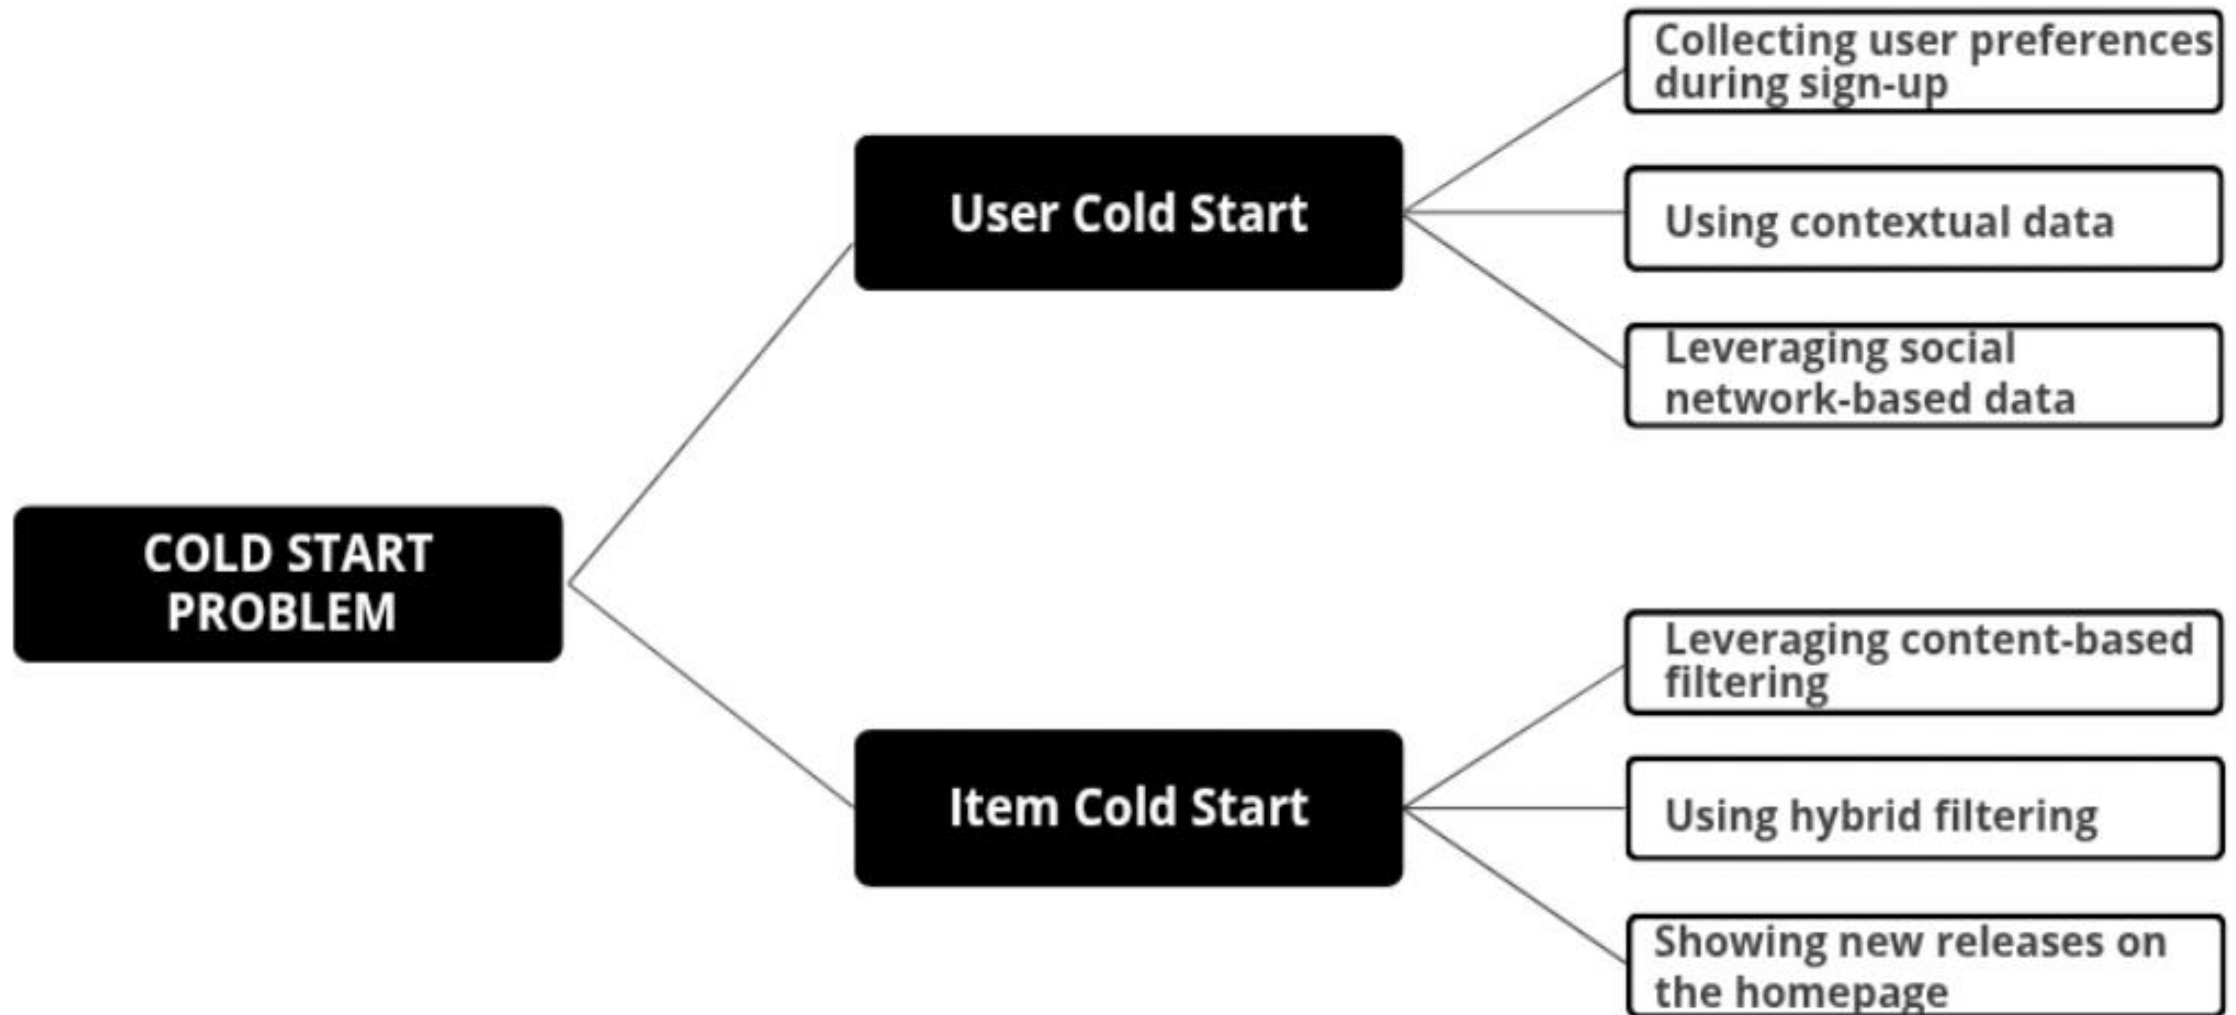 COLD START
PROBLEM
User Cold Start
Collecting user preferences
during sign-up
Using contextual data
Leveraging social
network-based data
Item Cold Start
Leveraging content-based
filtering
Using hybrid filtering
Showing new releases on
the homepage